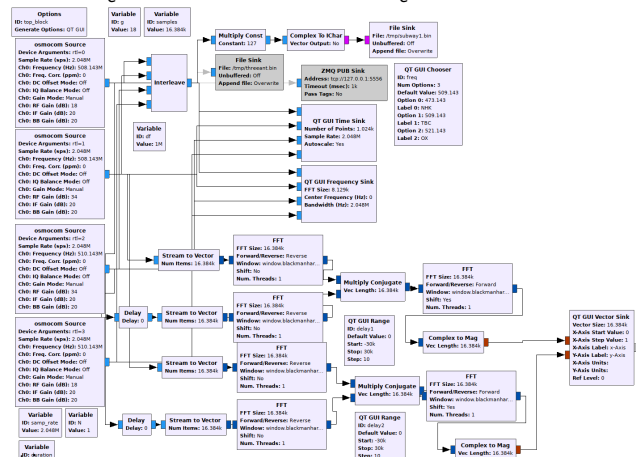 Options
ID: top_block
Generate Options: QT GUI
Variable
ID: g
Value: 18
Variable
ID: samples
Value: 16.384k
Multiply Const
Constant: 127
Complex To IChar
Vector Output: No
File Sink
File: /tmp/subway1.cap
Unbuffered: Off
Append file: Overwrite
osmocom Source
Device Arguments: rtl=0
Sample Rate (sps): 2.048M
Ch0: Frequency (Hz): 508.143M
Ch0: Freq. Corr. (ppm): 0
Ch0: DC Offset Mode: Off
Ch0: IQ Balance Mode: Off
Ch0: Gain Mode: Manual
Ch0: RF Gain (dB): 18
Ch0: IF Gain (dB): 20
Ch0: BB Gain (dB): 20
Interleave
File Sink
File: /tmp/threeant.bin
Unbuffered: Off
Append file: Overwrite
ZMQ PUB Sink
Address: tcp://127.0.0.1:5556
Timeout (msec): 1k
Pass Tags: No
QT GUI Chooser
ID: freq
Num Options: 3
Default Value: 509.143
Option 0: 473.143
Label 0: NHK
Option 1: 509.143
Label 1: TBC
Option 2: 521.143
Label 2: OX
Variable
ID: df
Value: 1M
QT GUI Time Sink
Number of Points: 1.024k
Sample Rate: 2.048M
Autoscale: Yes
osmocom Source
Device Arguments: rtl=1
Sample Rate (sps): 2.048M
Ch0: Frequency (Hz): 508.143M
Ch0: Freq. Corr. (ppm): 0
Ch0: DC Offset Mode: Off
Ch0: IQ Balance Mode: Off
Ch0: Gain Mode: Manual
Ch0: RF Gain (dB): 34
Ch0: IF Gain (dB): 20
Ch0: BB Gain (dB): 20
QT GUI Frequency Sink
FFT Size: 8.129k
Center Frequency (Hz): 0
Bandwidth (Hz): 2.048M
osmocom Source
Device Arguments: rtl=2
Sample Rate (sps): 2.048M
Ch0: Frequency (Hz): 510.143M
Ch0: Freq. Corr. (ppm): 0
Ch0: DC Offset Mode: Off
Ch0: IQ Balance Mode: Off
Ch0: Gain Mode: Manual
Ch0: RF Gain (dB): 34
Ch0: IF Gain (dB): 20
Ch0: BB Gain (dB): 20
Stream to Vector
Num Items: 16.384k
FFT
FFT Size: 16.384k
Forward/Reverse: Reverse
Window: window.blackmanhar...
Shift: No
Num. Threads: 1
Multiply Conjugate
Vec Length: 16.384k
FFT
FFT Size: 16.384k
Forward/Reverse: Forward
Window: window.blackmanhar...
Shift: Yes
Num. Threads: 1
Delay
Delay: 0
Stream to Vector
Num Items: 16.384k
FFT
FFT Size: 16.384k
Forward/Reverse: Reverse
Window: window.blackmanhar...
Shift: No
Num. Threads: 1
QT GUI Range
ID: delay1
Default Value: 0
Start: -30k
Stop: 30k
Step: 10
Complex to Mag
Vec Length: 16.384k
QT GUI Vector Sink
Vector Size: 16.384k
X-Axis Start Value: 0
X-Axis Step Value: 1
X-Axis Label: x-Axis
Y-Axis Label: y-Axis
X-Axis Units:
Y-Axis Units:
Ref Level: 0
osmocom Source
Device Arguments: rtl=3
Sample Rate (sps): 2.048M
Ch0: Frequency (Hz): 510.143M
Ch0: Freq. Corr. (ppm): 0
Ch0: DC Offset Mode: Off
Ch0: IQ Balance Mode: Off
Ch0: Gain Mode: Manual
Ch0: RF Gain (dB): 18
Ch0: IF Gain (dB): 20
Ch0: BB Gain (dB): 20
Stream to Vector
Num Items: 16.384k
FFT
FFT Size: 16.384k
Forward/Reverse: Reverse
Window: window.blackmanhar...
Shift: No
Num. Threads: 1
Multiply Conjugate
Vec Length: 16.384k
FFT
FFT Size: 16.384k
Forward/Reverse: Forward
Window: window.blackmanhar...
Shift: Yes
Num. Threads: 1
Delay
Delay: 0
Stream to Vector
Num Items: 16.384k
FFT
FFT Size: 16.384k
Forward/Reverse: Reverse
Window: window.blackmanhar...
Shift: No
Num. Threads: 1
QT GUI Range
ID: delay2
Default Value: 0
Start: -30k
Stop: 30k
Step: 10
Complex to Mag
Vec Length: 16.384k
Variable
ID: samp_rate
Value: 2.048M
Variable
ID: N
Value: 1
Variable
ID: duration